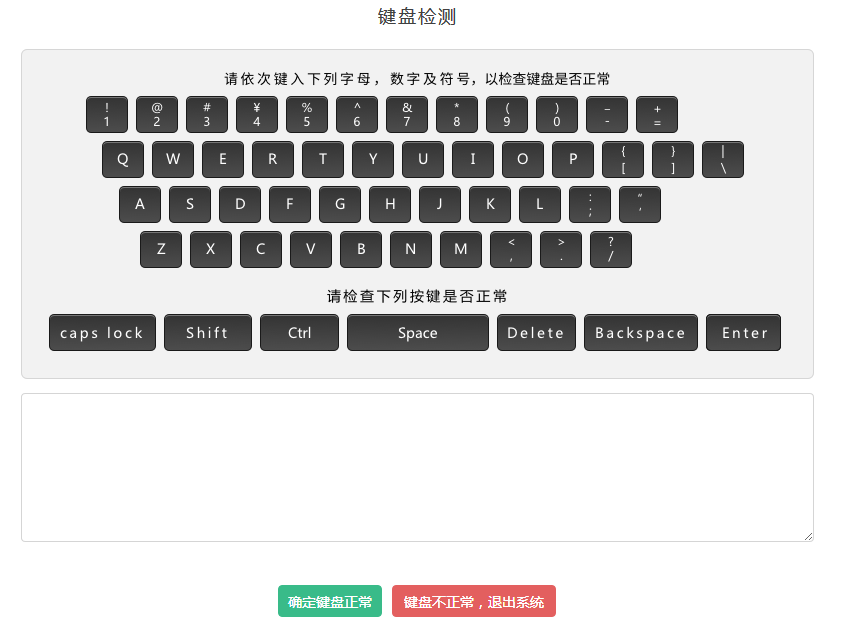 键盘检测
请依次键入下列字母，数字及符号，以检查键盘是否正常
! @ # ¥ % ^ & * ( ) – +
1 2 3 4 5 6 7 8 9 0 - =
Q W E R T Y U I O P { [ } ] | \
A S D F G H J K L : ; " '
Z X C V B N M < , > . ? /
请检查下列按键是否正常
caps lock Shift Ctrl Space Delete Backspace Enter
确定键盘正常 键盘不正常，退出系统